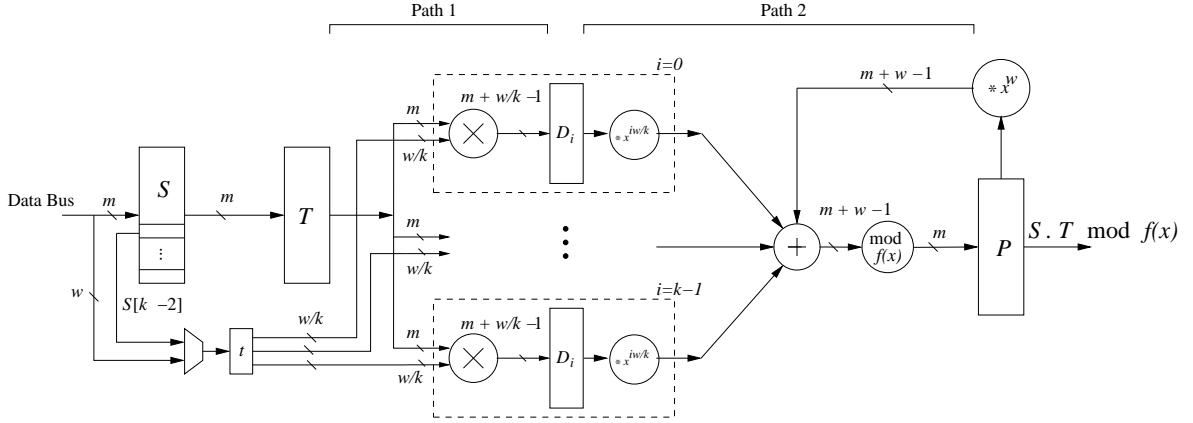 Path 1
Path 2
i=0
m + w/k −1
m
w/k
D_i
* x^{iw/k}
m + w −1
* x^w
Data Bus
m
S
m
T
m
w/k
⋮
+
m + w −1
mod f(x)
m
P
S . T mod f(x)
w
S[k −2]
w/k
t
i=k−1
m + w/k −1
m
w/k
D_i
* x^{iw/k}